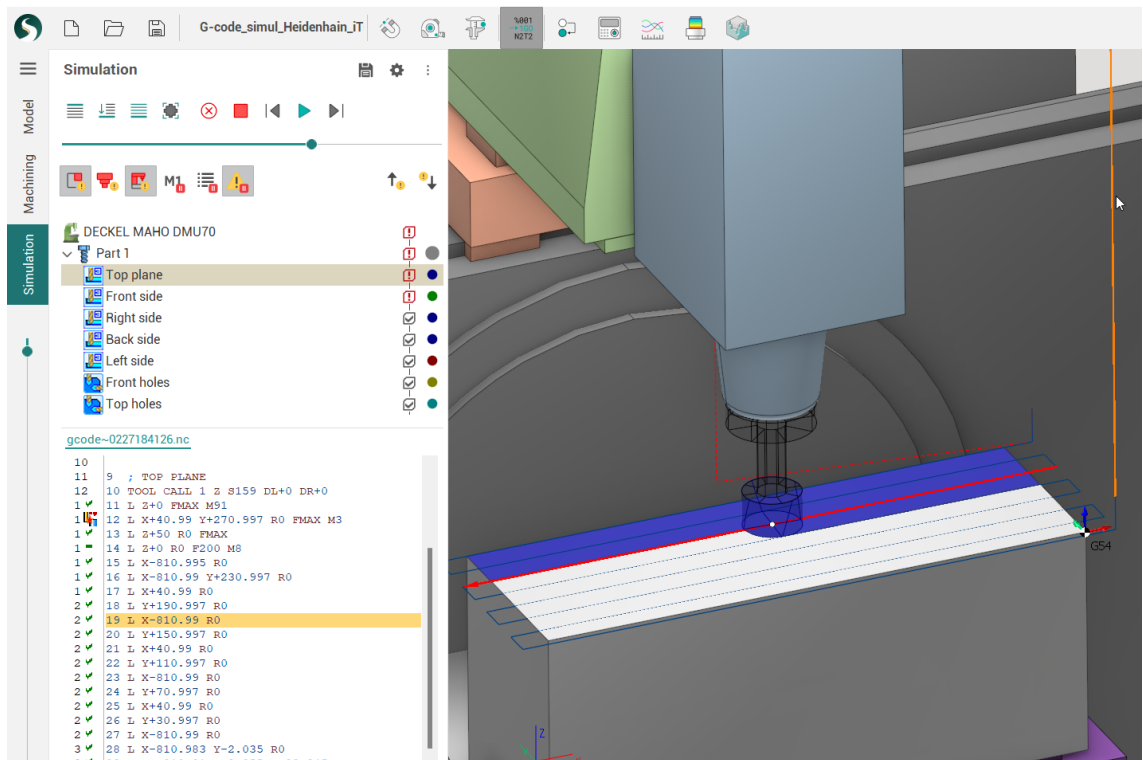 G-code_simul_Heidenhain_iT
%001
TGO
N2T2
Model
Machining
Simulation
Simulation
M1
DECKEL MAHO DMU70
Part 1
Top plane
Front side
Right side
Back side
Left side
Front holes
Top holes
gcode~0227184126.nc
10
11 9 ; TOP PLANE
12 10 TOOL CALL 1 Z S159 DL+0 DR+0
1 11 L Z+0 FMAX M91
1 12 L X+40.99 Y+270.997 R0 FMAX M3
1 13 L Z+50 R0 FMAX
1 14 L Z+0 R0 F200 M8
1 15 L X-810.995 R0
1 16 L X-810.99 Y+230.997 R0
1 17 L X+40.99 R0
2 18 L Y+190.997 R0
2 19 L X-810.99 R0
2 20 L Y+150.997 R0
2 21 L X+40.99 R0
2 22 L Y+110.997 R0
2 23 L X-810.99 R0
2 24 L Y+70.997 R0
2 25 L X+40.99 R0
2 26 L Y+30.997 R0
2 27 L X-810.99 R0
3 28 L X-810.983 Y-2.035 R0
G54
Z